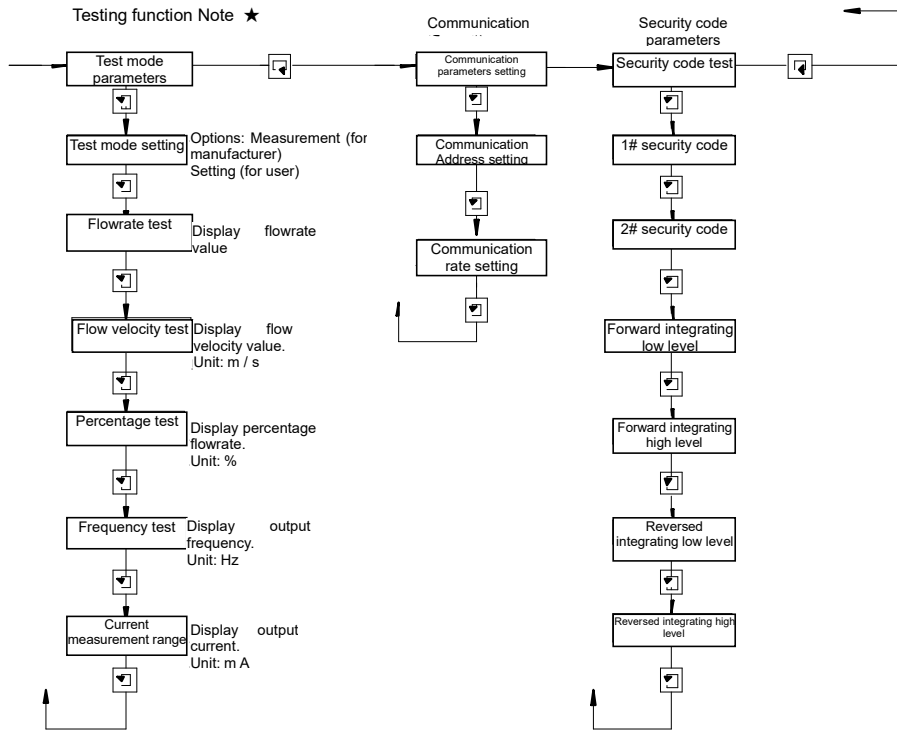 Testing function Note ★
Test mode
parameters
Test mode setting
Options: Measurement (for
manufacturer)
Setting (for user)
Flowrate test
Display flowrate
value
Flow velocity test
Display flow
velocity value.
Unit: m / s
Percentage test
Display percentage
flowrate.
Unit: %
Frequency test
Display output
frequency.
Unit: Hz
Current
measurement range
Display output
current.
Unit: m A
Communication
Communication
parameters setting
Communication
Address setting
Communication
rate setting
Security code
parameters
Security code test
1# security code
2# security code
Forward integrating
low level
Forward integrating
high level
Reversed
integrating low level
Reversed integrating high
level